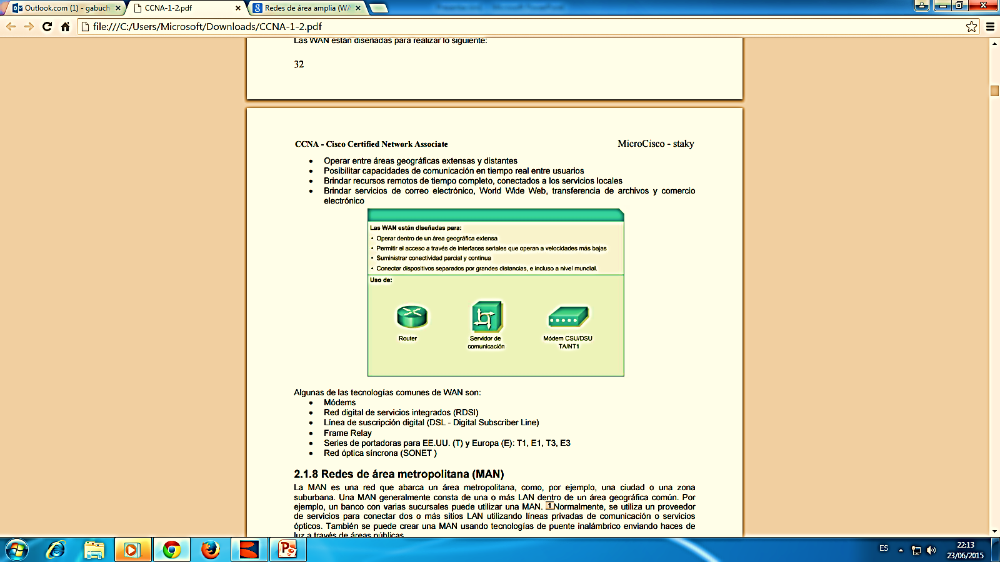 Outlook.com (1) - gabuch
CCNA-1-2.pdf
Redes de área amplia (WA
file:///C:/Users/Microsoft/Downloads/CCNA-1-2.pdf
Las WAN están diseñadas para realizar lo siguiente:
32
CCNA - Cisco Certified Network Associate
MicroCisco - staky
• Operar entre áreas geográficas extensas y distantes
• Posibilitar capacidades de comunicación en tiempo real entre usuarios
• Brindar recursos remotos de tiempo completo, conectados a los servicios locales
• Brindar servicios de correo electrónico, World Wide Web, transferencia de archivos y comercio
electrónico
Las WAN están diseñadas para:
• Operar dentro de un área geográfica extensa
• Permitir el acceso a través de interfaces seriales que operan a velocidades más bajas
• Suministrar conectividad parcial y continua
• Conectar dispositivos separados por grandes distancias, e incluso a nivel mundial.
Uso de:
Router
Servidor de
comunicación
Módem CSU/DSU
TA/NT1
Algunas de las tecnologías comunes de WAN son:
• Módems
• Red digital de servicios integrados (RDSI)
• Línea de suscripción digital (DSL - Digital Subscriber Line)
• Frame Relay
• Series de portadoras para EE.UU. (T) y Europa (E): T1, E1, T3, E3
• Red óptica síncrona (SONET )
2.1.8 Redes de área metropolitana (MAN)
La MAN es una red que abarca un área metropolitana, como, por ejemplo, una ciudad o una zona
suburbana. Una MAN generalmente consta de una o más LAN dentro de un área geográfica común. Por
ejemplo, un banco con varias sucursales puede utilizar una MAN. 1 Normalmente, se utiliza un proveedor
de servicios para conectar dos o más sitios LAN utilizando líneas privadas de comunicación o servicios
ópticos. También se puede crear una MAN usando tecnologías de puente inalámbrico enviando haces de
luz a través de áreas públicas.
ES
22:13
23/06/2015